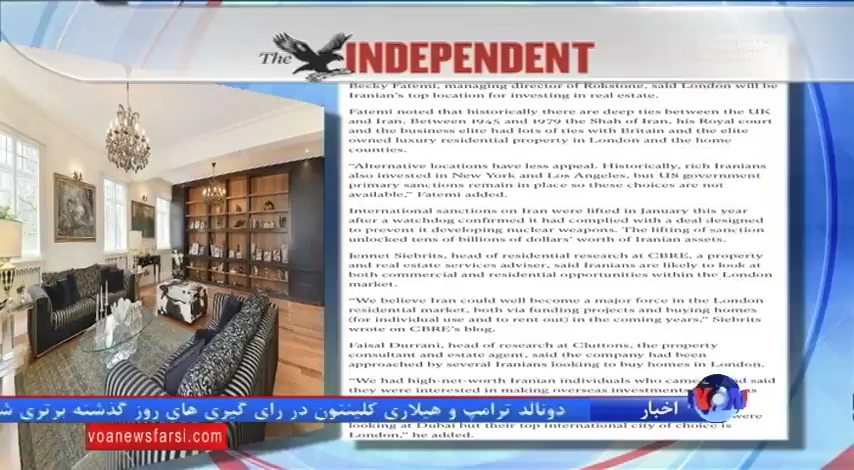 The INDEPENDENT
Becky Fatemi, managing director of Rokstone, said London will be
Iranian's top location for investing in real estate.
Fatemi noted that historically there are deep ties between the UK
and Iran. Between 1945 and 1979 the Shah of Iran, his Royal court
and the business elite had lots of ties with Britain and the elite
owned luxury residential property in London and the home
counties.
"Alternative locations have less appeal. Historically, rich Iranians
also invested in New York and Los Angeles, but US government
primary sanctions remain in place so these choices are not
available," Fatemi added.
International sanctions on Iran were lifted in January this year
after a watchdog confirmed it had complied with a deal designed
to prevent it developing nuclear weapons. The lifting of sanction
unlocked tens of billions of dollars' worth of Iranian assets.
Jennet Siebrits, head of residential research at CBRE, a property
and real estate services adviser, said Iranians are likely to look at
both commercial and residential opportunities within the London
market.
"We believe Iran could well become a major force in the London
residential market, both via funding projects and buying homes
(for individual use and to rent out) in the coming years," Siebrits
wrote on CBRE's blog.
Faisal Durrani, head of research at Cluttons, the property
consultant and estate agent, said the company had been
approached by several Iranians looking to buy homes in London.
"We had high-net-worth Iranian individuals who said
they were interested in making overseas
اخبار
دونالد ترامپ و هیلاری کلینتون در رای گیری های روز گذشته برتری
VOA
were
looking at Dubai but their top international city of choice is
London," he added.
voanewsfarsi.com